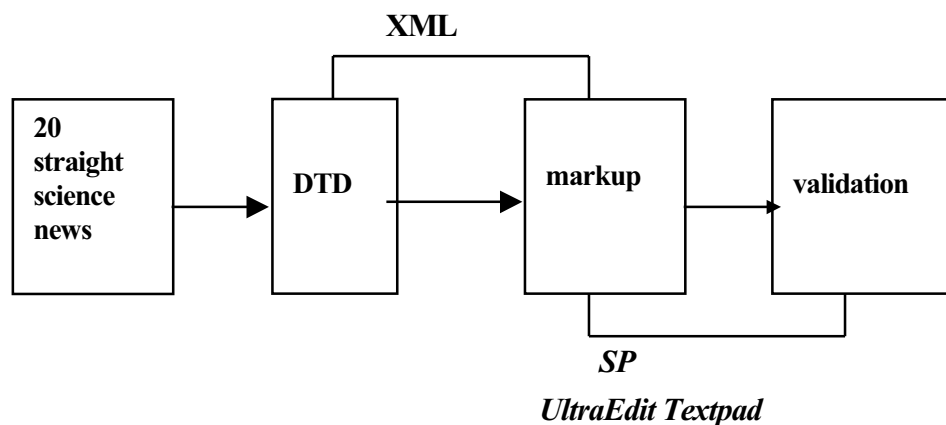 XML
20
straight
science
news
DTD
markup
validation
SP
UltraEdit Textpad